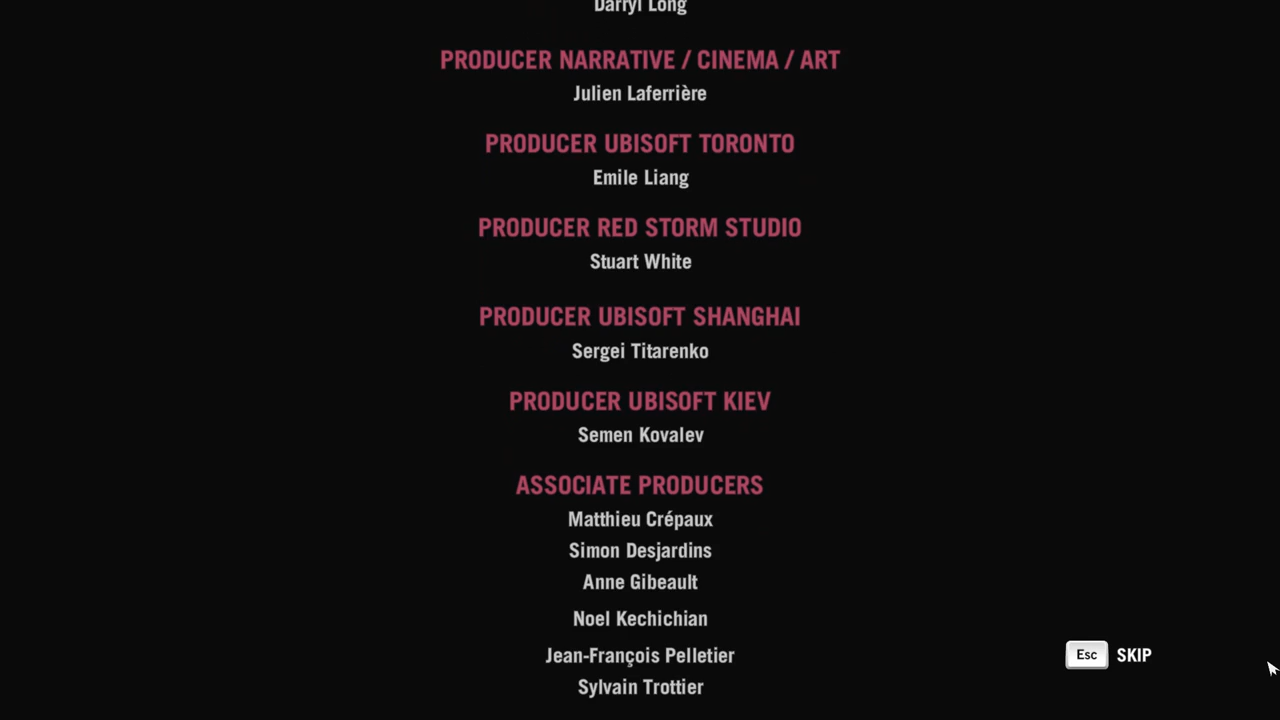 Darryl Long
PRODUCER NARRATIVE / CINEMA / ART
Julien Laferrière
PRODUCER UBISOFT TORONTO
Emile Liang
PRODUCER RED STORM STUDIO
Stuart White
PRODUCER UBISOFT SHANGHAI
Sergei Titarenko
PRODUCER UBISOFT KIEV
Semen Kovalev
ASSOCIATE PRODUCERS
Matthieu Crépaux
Simon Desjardins
Anne Gibeault
Noel Kechichian
Jean-François Pelletier
Sylvain Trottier
Esc SKIP